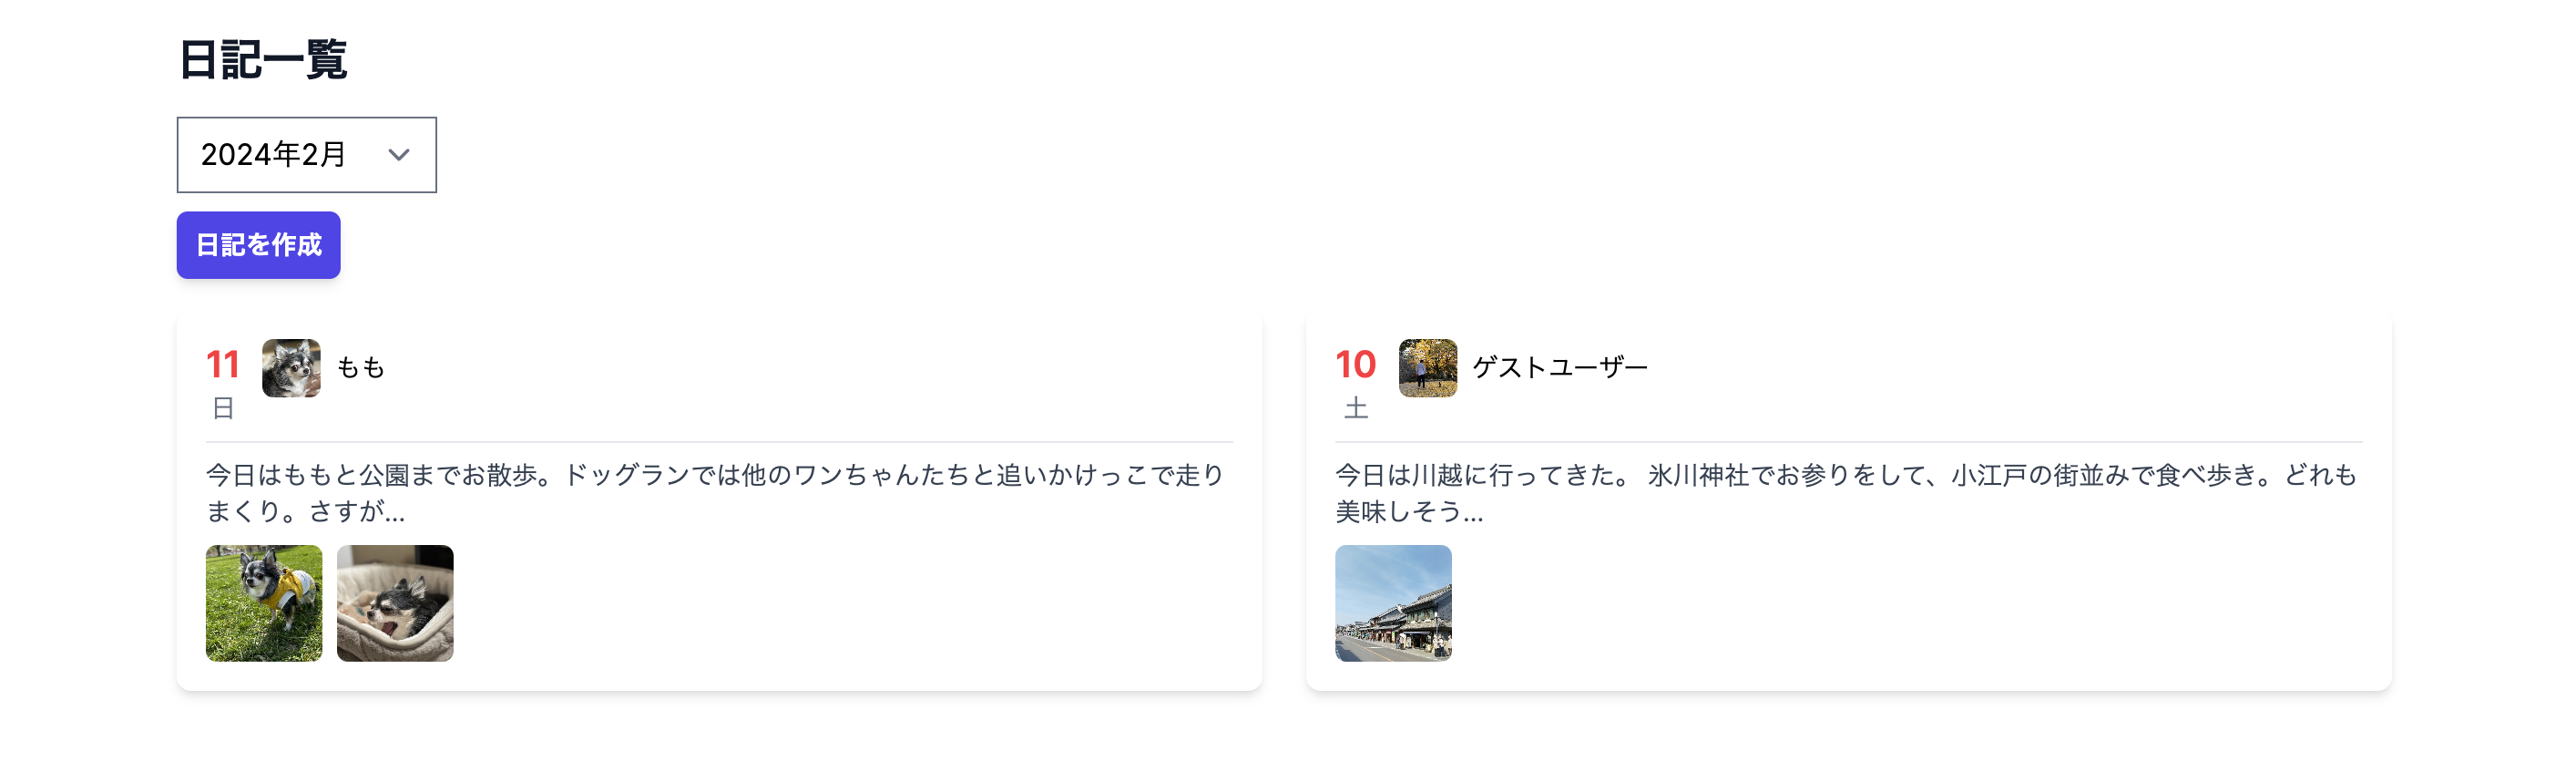 日記一覧
2024年2月
日記を作成
11
もも
日
今日はももと公園までお散歩。ドッグランでは他のワンちゃんたちと追いかけっこで走り
まくり。さすが...
10
ゲストユーザー
土
今日は川越に行ってきた。 氷川神社でお参りをして、小江戸の街並みで食べ歩き。どれも
美味しそう...